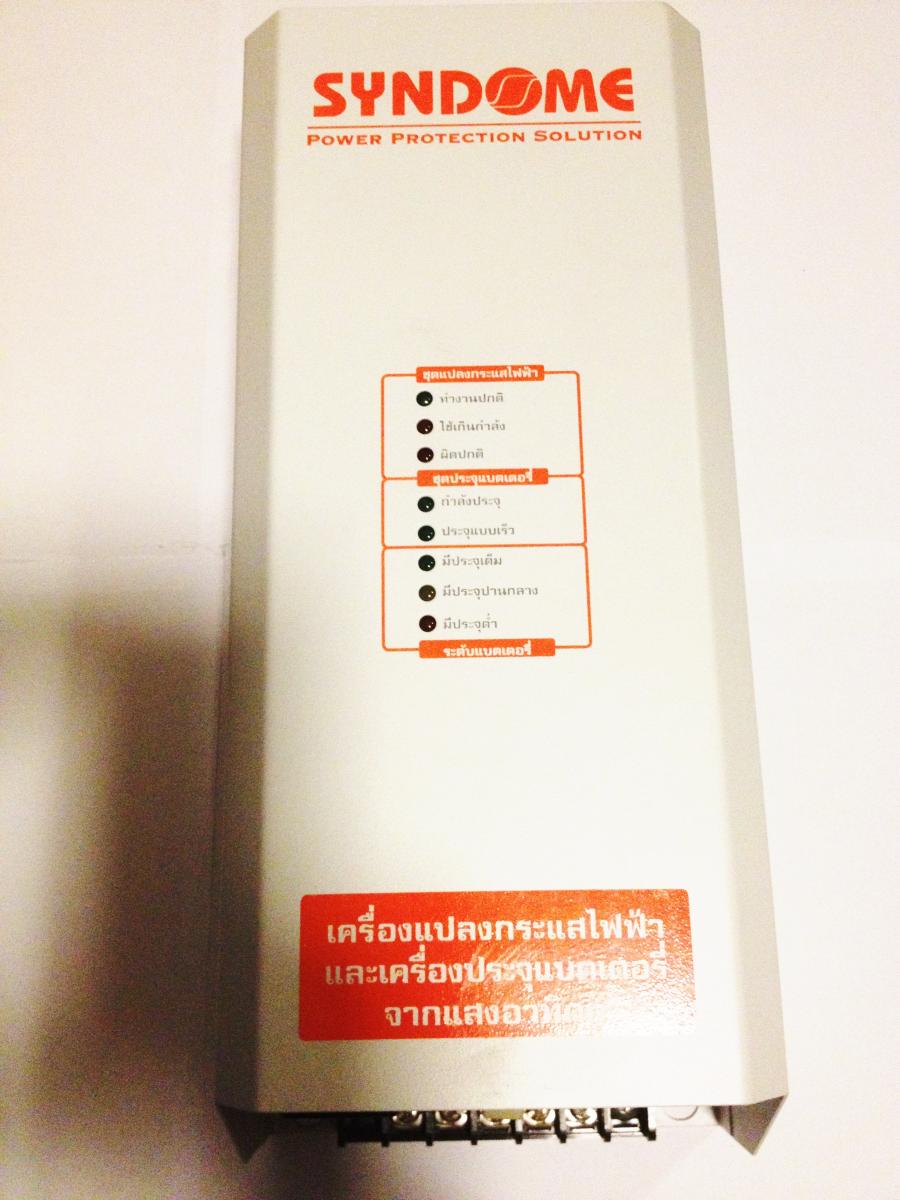 SYNDOME
POWER PROTECTION SOLUTION
ชุดแปลงกระแสไฟฟ้า
ทำงานปกติ
ใช้เกินกำลัง
ผิดปกติ
ชุดประจุแบตเตอรี่
กำลังประจุ
ประจุแบบเร็ว
มีประจุเต็ม
มีประจุปานกลาง
มีประจุต่ำ
ระดับแบตเตอรี่
เครื่องแปลงกระแสไฟฟ้า
และเครื่องประจุแบตเตอรี่
จากแสงอาทิตย์